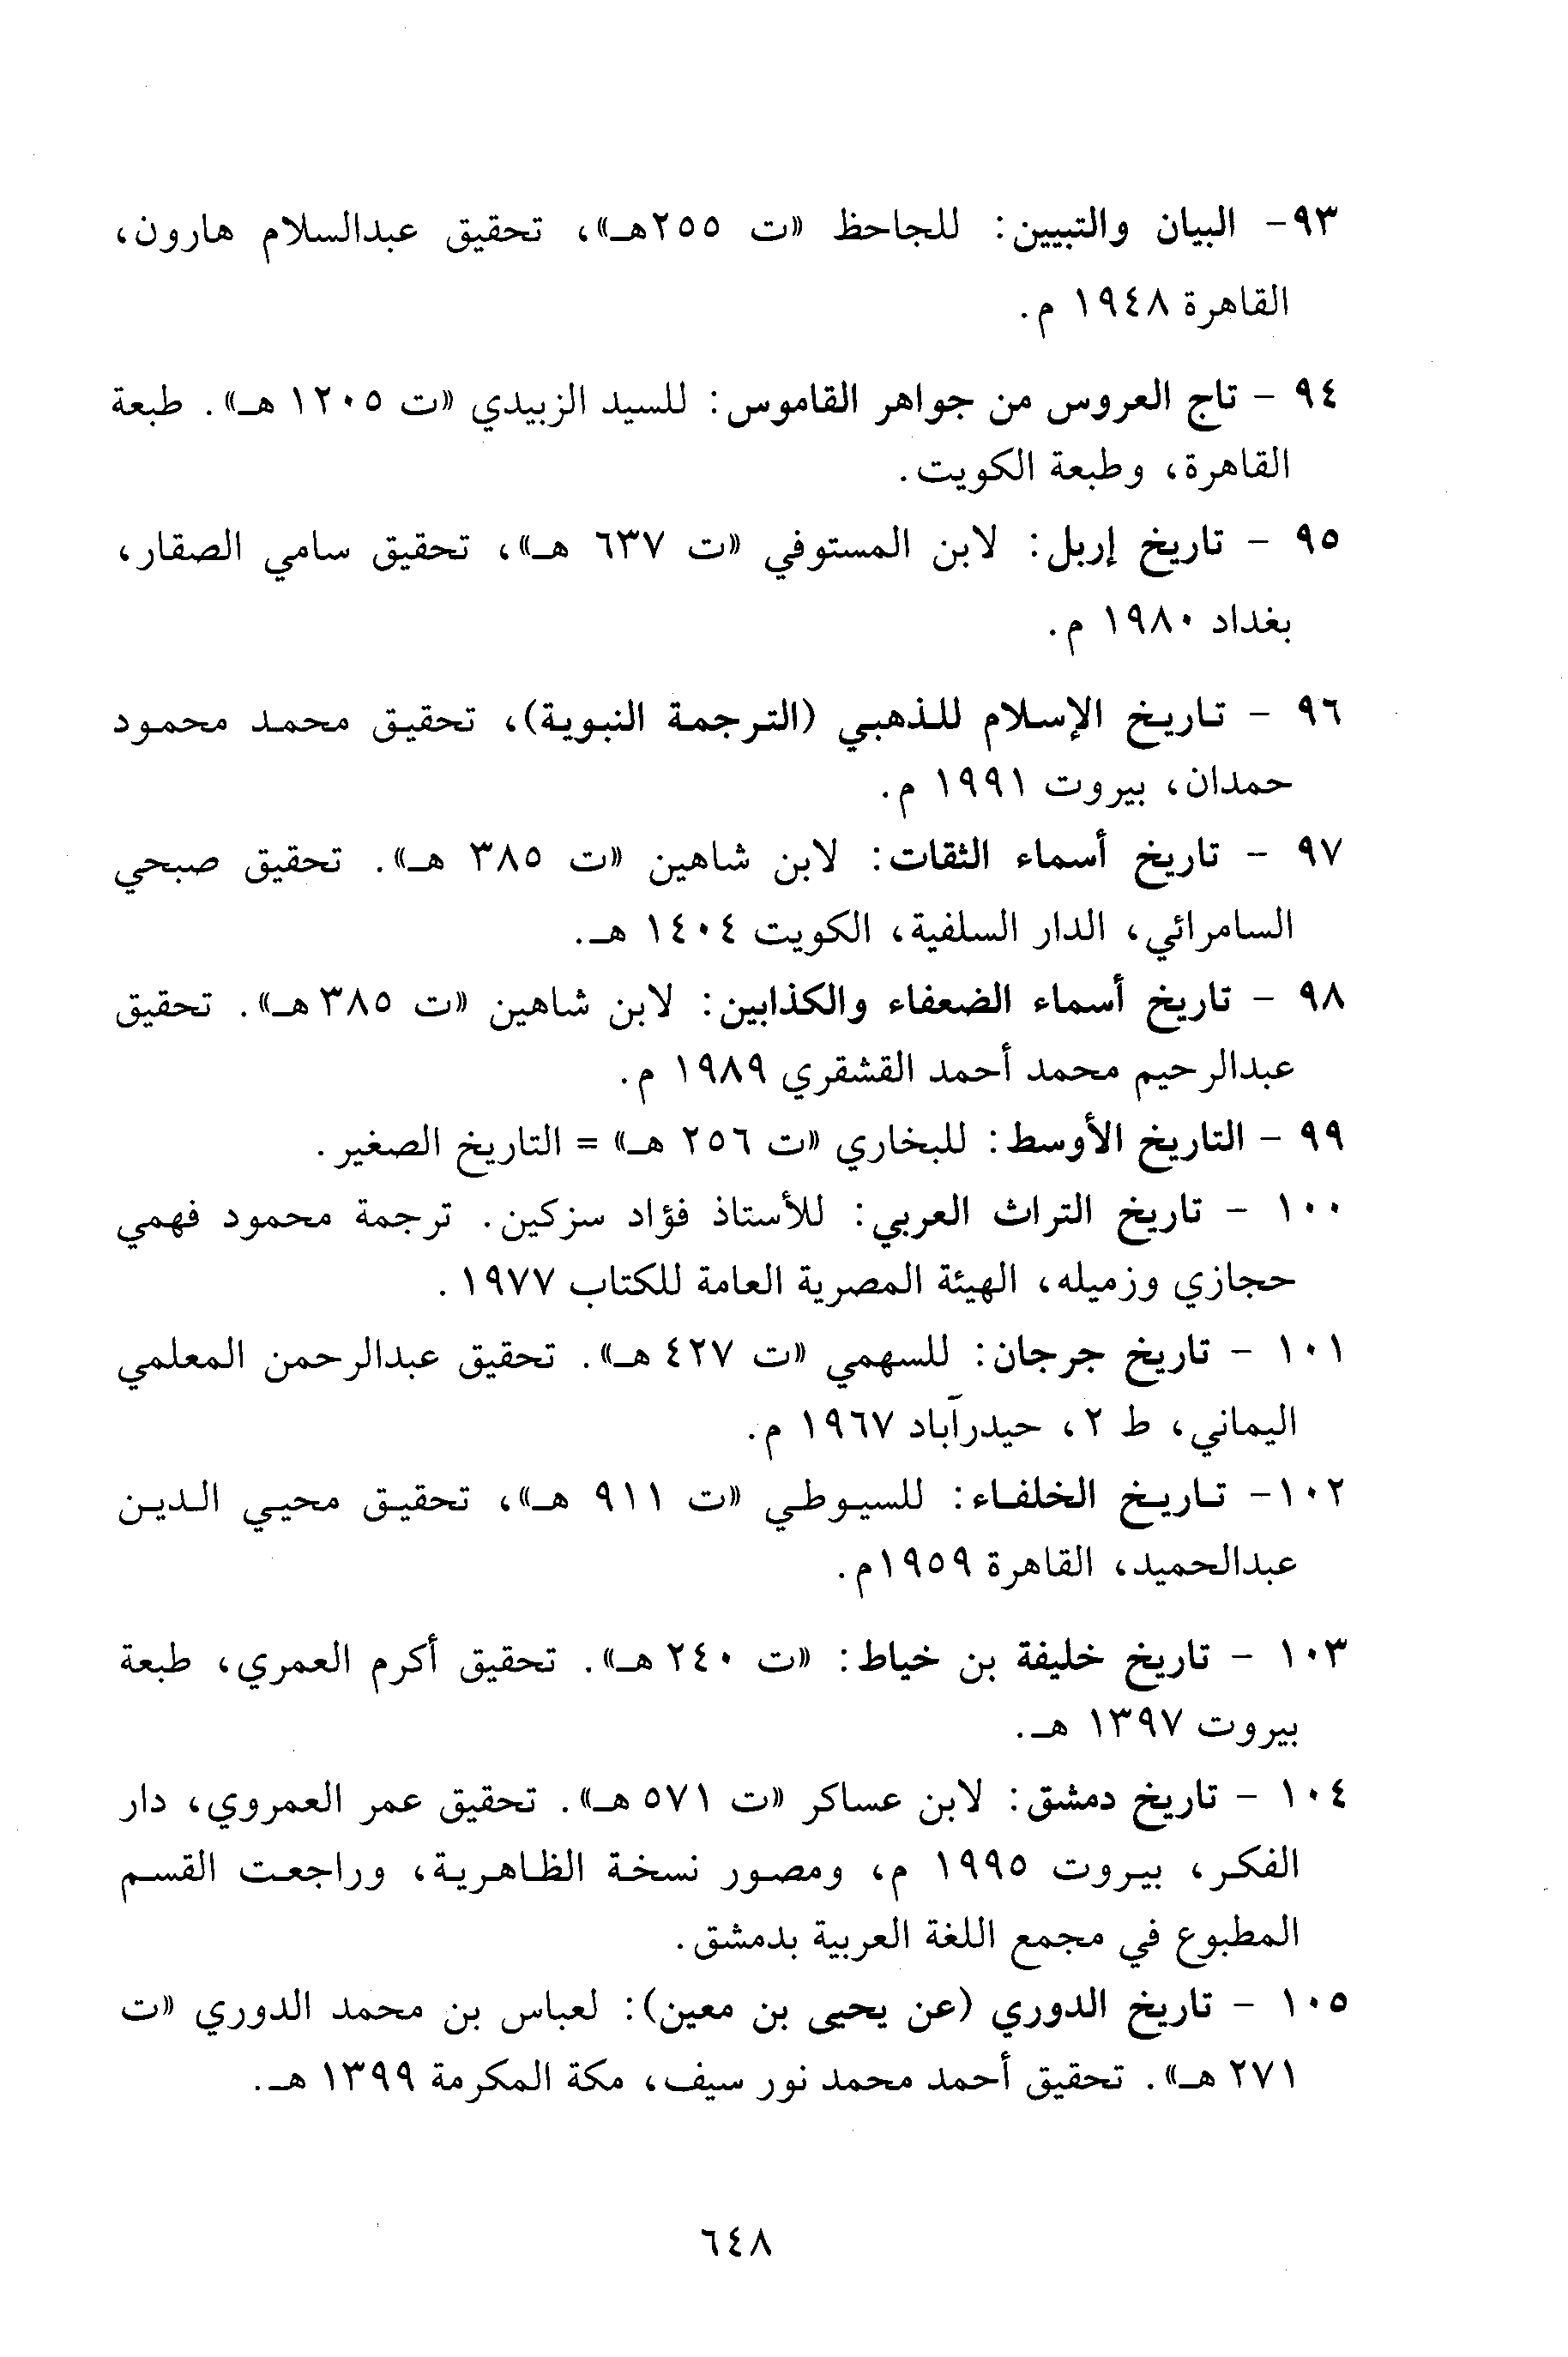 ٩٣- البيان والتبيين: للجاحظ «ت ٢٥٥هـ»، تحقيق عبدالسلام هارون،
القاهرة ١٩٤٨ م.
٩٤ - تاج العروس من جواهر القاموس: للسيد الزبيدي «ت ١٢٠٥ هـ». طبعة
القاهرة، وطبعة الكويت.
٩٥ - تاريخ إربل: لابن المستوفي «ت ٦٣٧ هـ»، تحقيق سامي الصقار،
بغداد ١٩٨٠ م.
٩٦ - تاريخ الإسلام للذهبي (الترجمة النبوية)، تحقيق محمد محمود
حمدان، بيروت ١٩٩١ م.
٩٧ - تاريخ أسماء الثقات: لابن شاهين «ت ٣٨٥ هـ». تحقيق صبحي
السامرائي، الدار السلفية، الكويت ١٤٠٤ هـ.
٩٨ - تاريخ أسماء الضعفاء والكذابين: لابن شاهين «ت ٣٨٥هـ». تحقيق
عبدالرحيم محمد أحمد القشقري ١٩٨٩ م.
٩٩ - التاريخ الأوسط: للبخاري «ت ٢٥٦ هـ» = التاريخ الصغير.
١٠٠ - تاريخ التراث العربي: للأستاذ فؤاد سزكين. ترجمة محمود فهمي
حجازي وزميله، الهيئة المصرية العامة للكتاب ١٩٧٧.
١٠١ - تاريخ جرجان: للسهمي «ت ٤٢٧ هـ». تحقيق عبدالرحمن المعلمي
اليماني، ط ٢، حيدرآباد ١٩٦٧ م.
١٠٢- تاريخ الخلفاء: للسيوطي «ت ٩١١ هـ»، تحقيق محيي الدين
عبدالحميد، القاهرة ١٩٥٩م.
١٠٣ - تاريخ خليفة بن خياط: «ت ٢٤٠ هـ». تحقيق أكرم العمري، طبعة
بيروت ١٣٩٧ هـ.
١٠٤ - تاريخ دمشق: لابن عساكر «ت ٥٧١ هـ». تحقيق عمر العمروي، دار
الفكر، بيروت ١٩٩٥ م، ومصور نسخة الظاهرية، وراجعت القسم
المطبوع في مجمع اللغة العربية بدمشق.
١٠٥ - تاريخ الدوري (عن يحيى بن معين): لعباس بن محمد الدوري «ت
٢٧١ هـ». تحقيق أحمد محمد نور سيف، مكة المكرمة ١٣٩٩ هـ.
٦٤٨